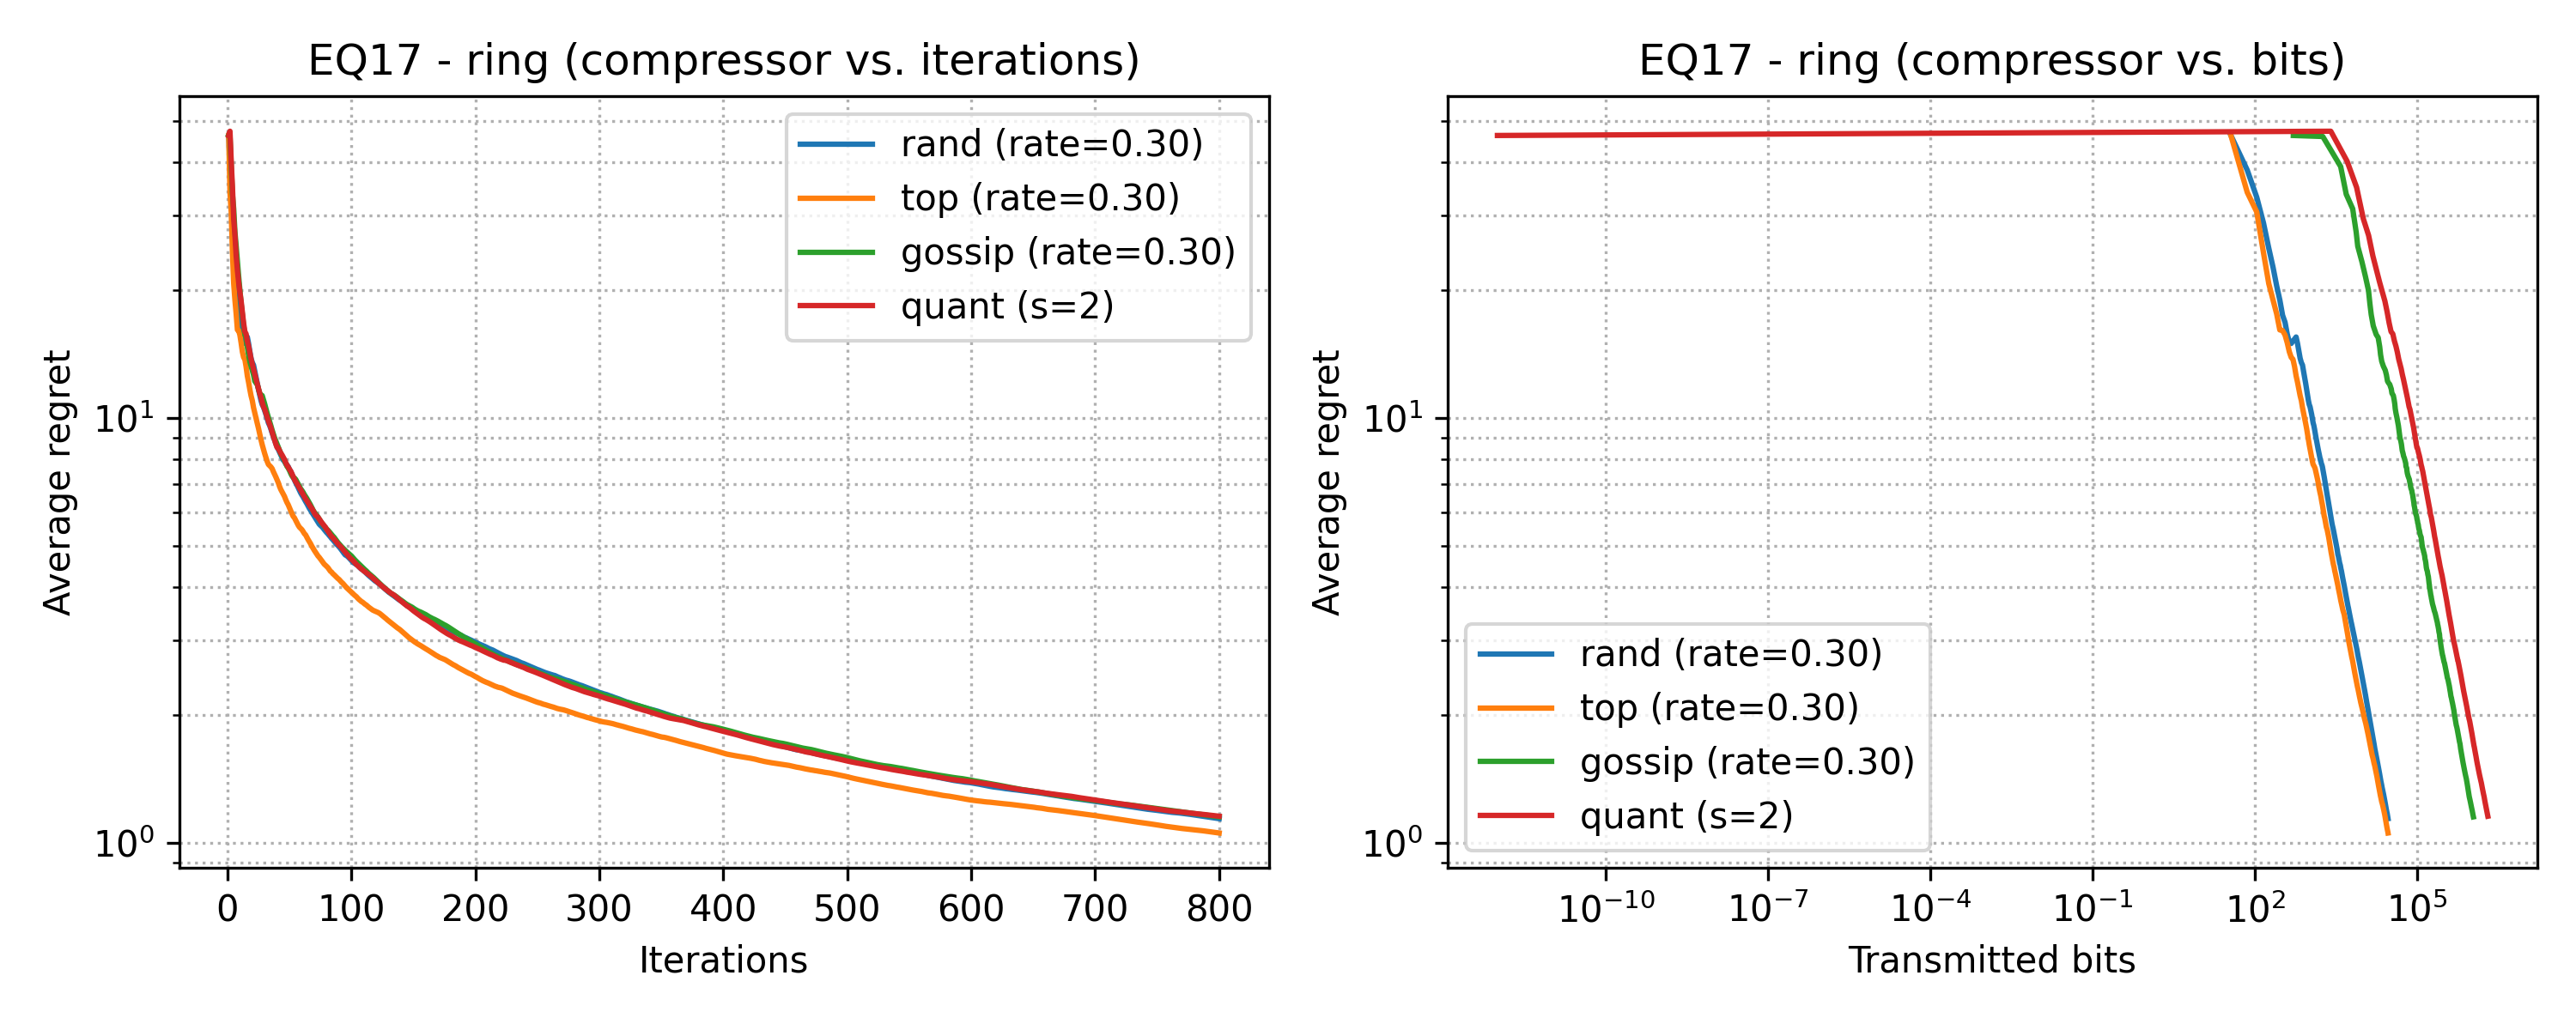 EQ17 - ring (compressor vs. iterations)
Average regret
10¹
10⁰
rand (rate=0.30)
top (rate=0.30)
gossip (rate=0.30)
quant (s=2)
0 100 200 300 400 500 600 700 800
Iterations
EQ17 - ring (compressor vs. bits)
Average regret
10¹
10⁰
rand (rate=0.30)
top (rate=0.30)
gossip (rate=0.30)
quant (s=2)
10⁻¹⁰ 10⁻⁷ 10⁻⁴ 10⁻¹ 10² 10⁵
Transmitted bits